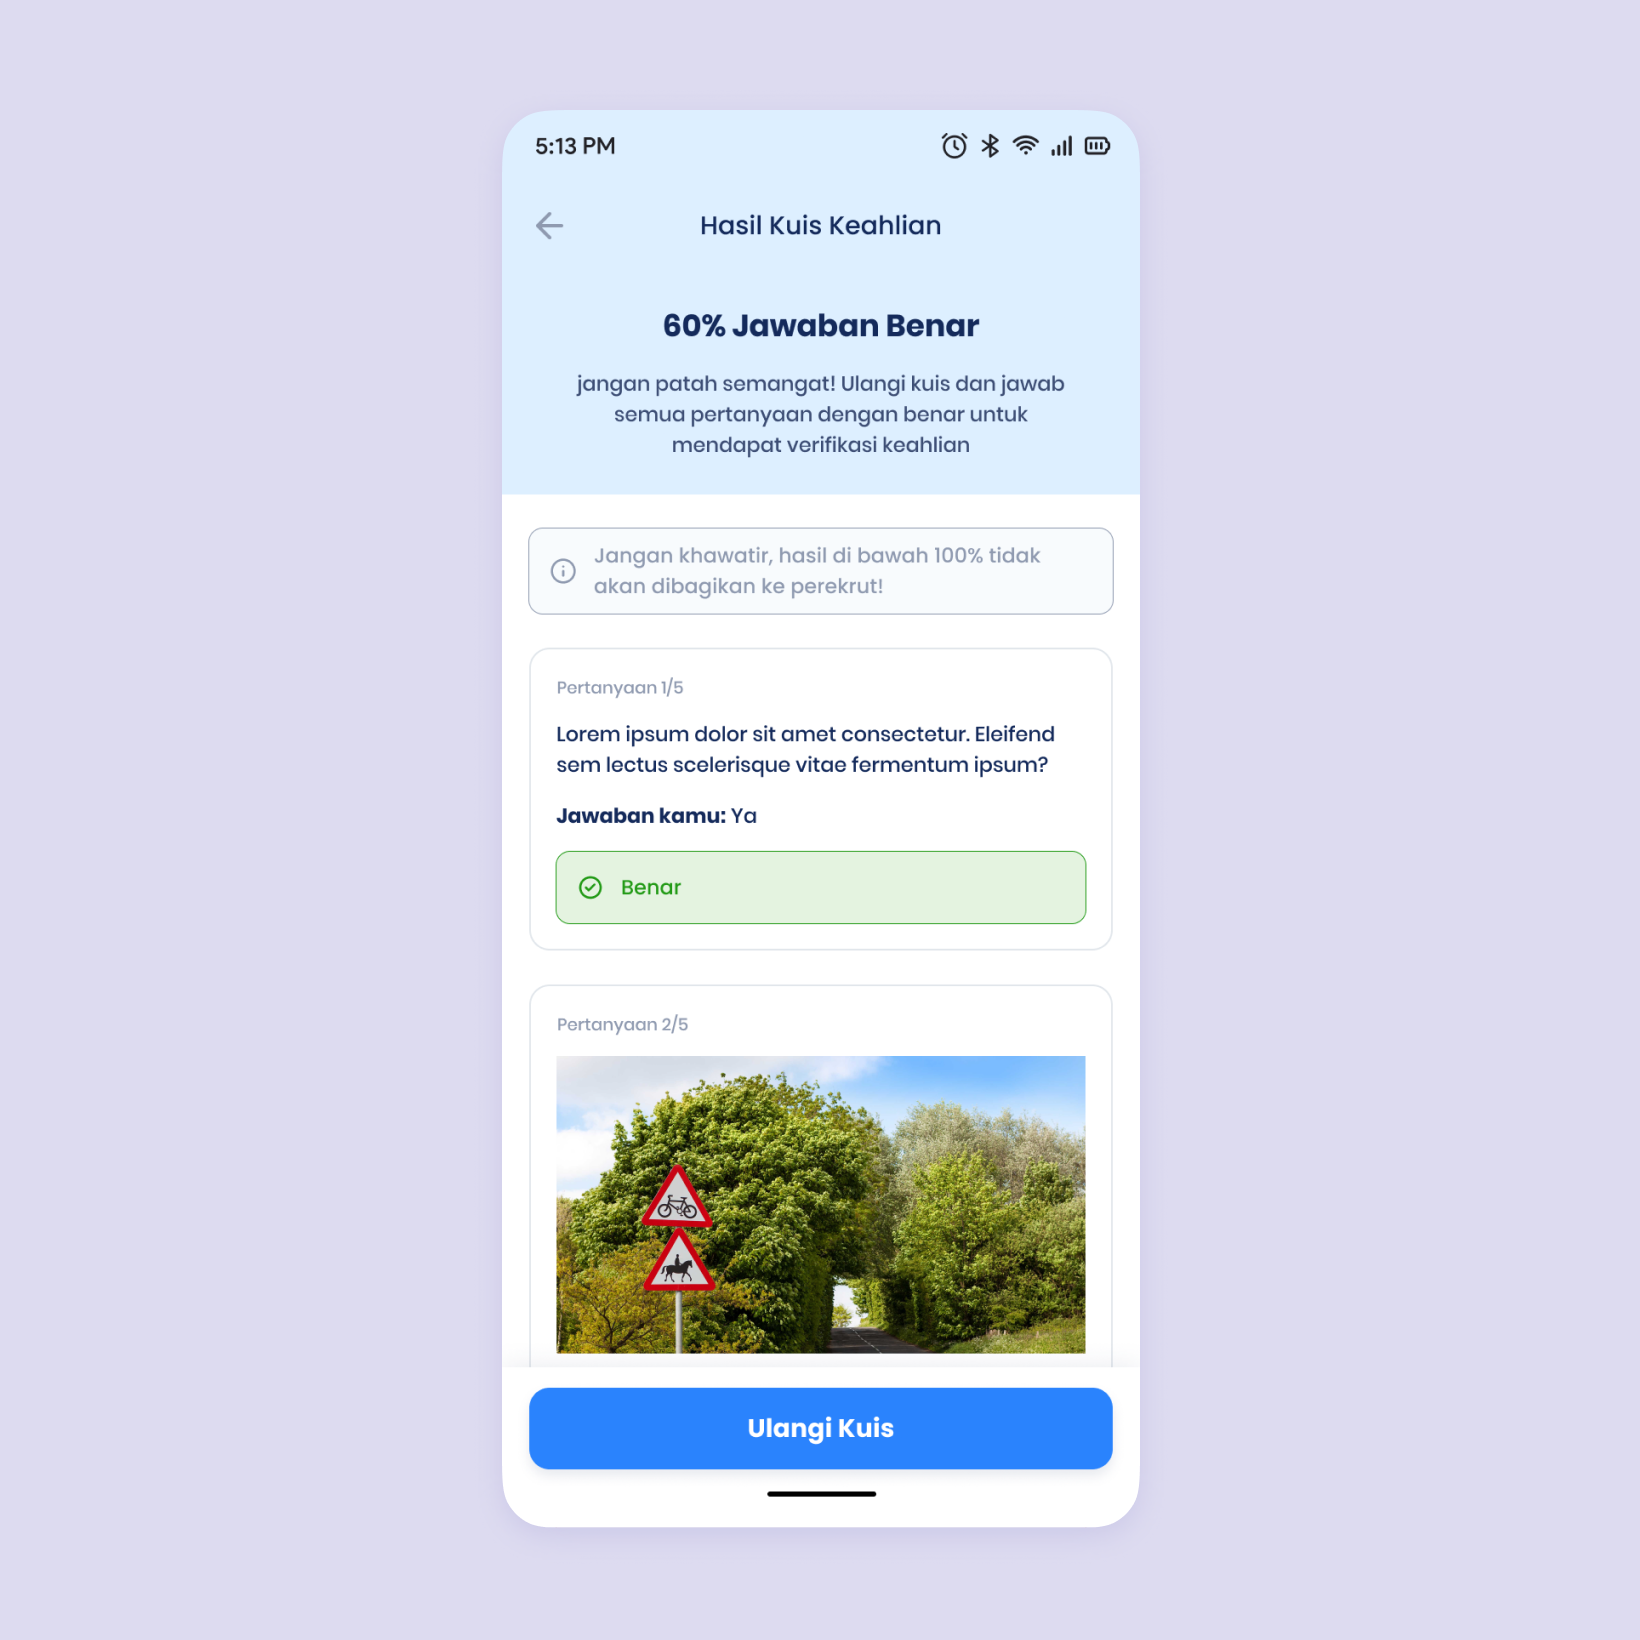 5:13 PM
Hasil Kuis Keahlian
60% Jawaban Benar
jangan patah semangat! Ulangi kuis dan jawab
semua pertanyaan dengan benar untuk
mendapat verifikasi keahlian
Jangan khawatir, hasil di bawah 100% tidak
akan dibagikan ke perekrut!
Pertanyaan 1/5
Lorem ipsum dolor sit amet consectetur. Eleifend
sem lectus scelerisque vitae fermentum ipsum?
Jawaban kamu: Ya
Benar
Pertanyaan 2/5
Ulangi Kuis